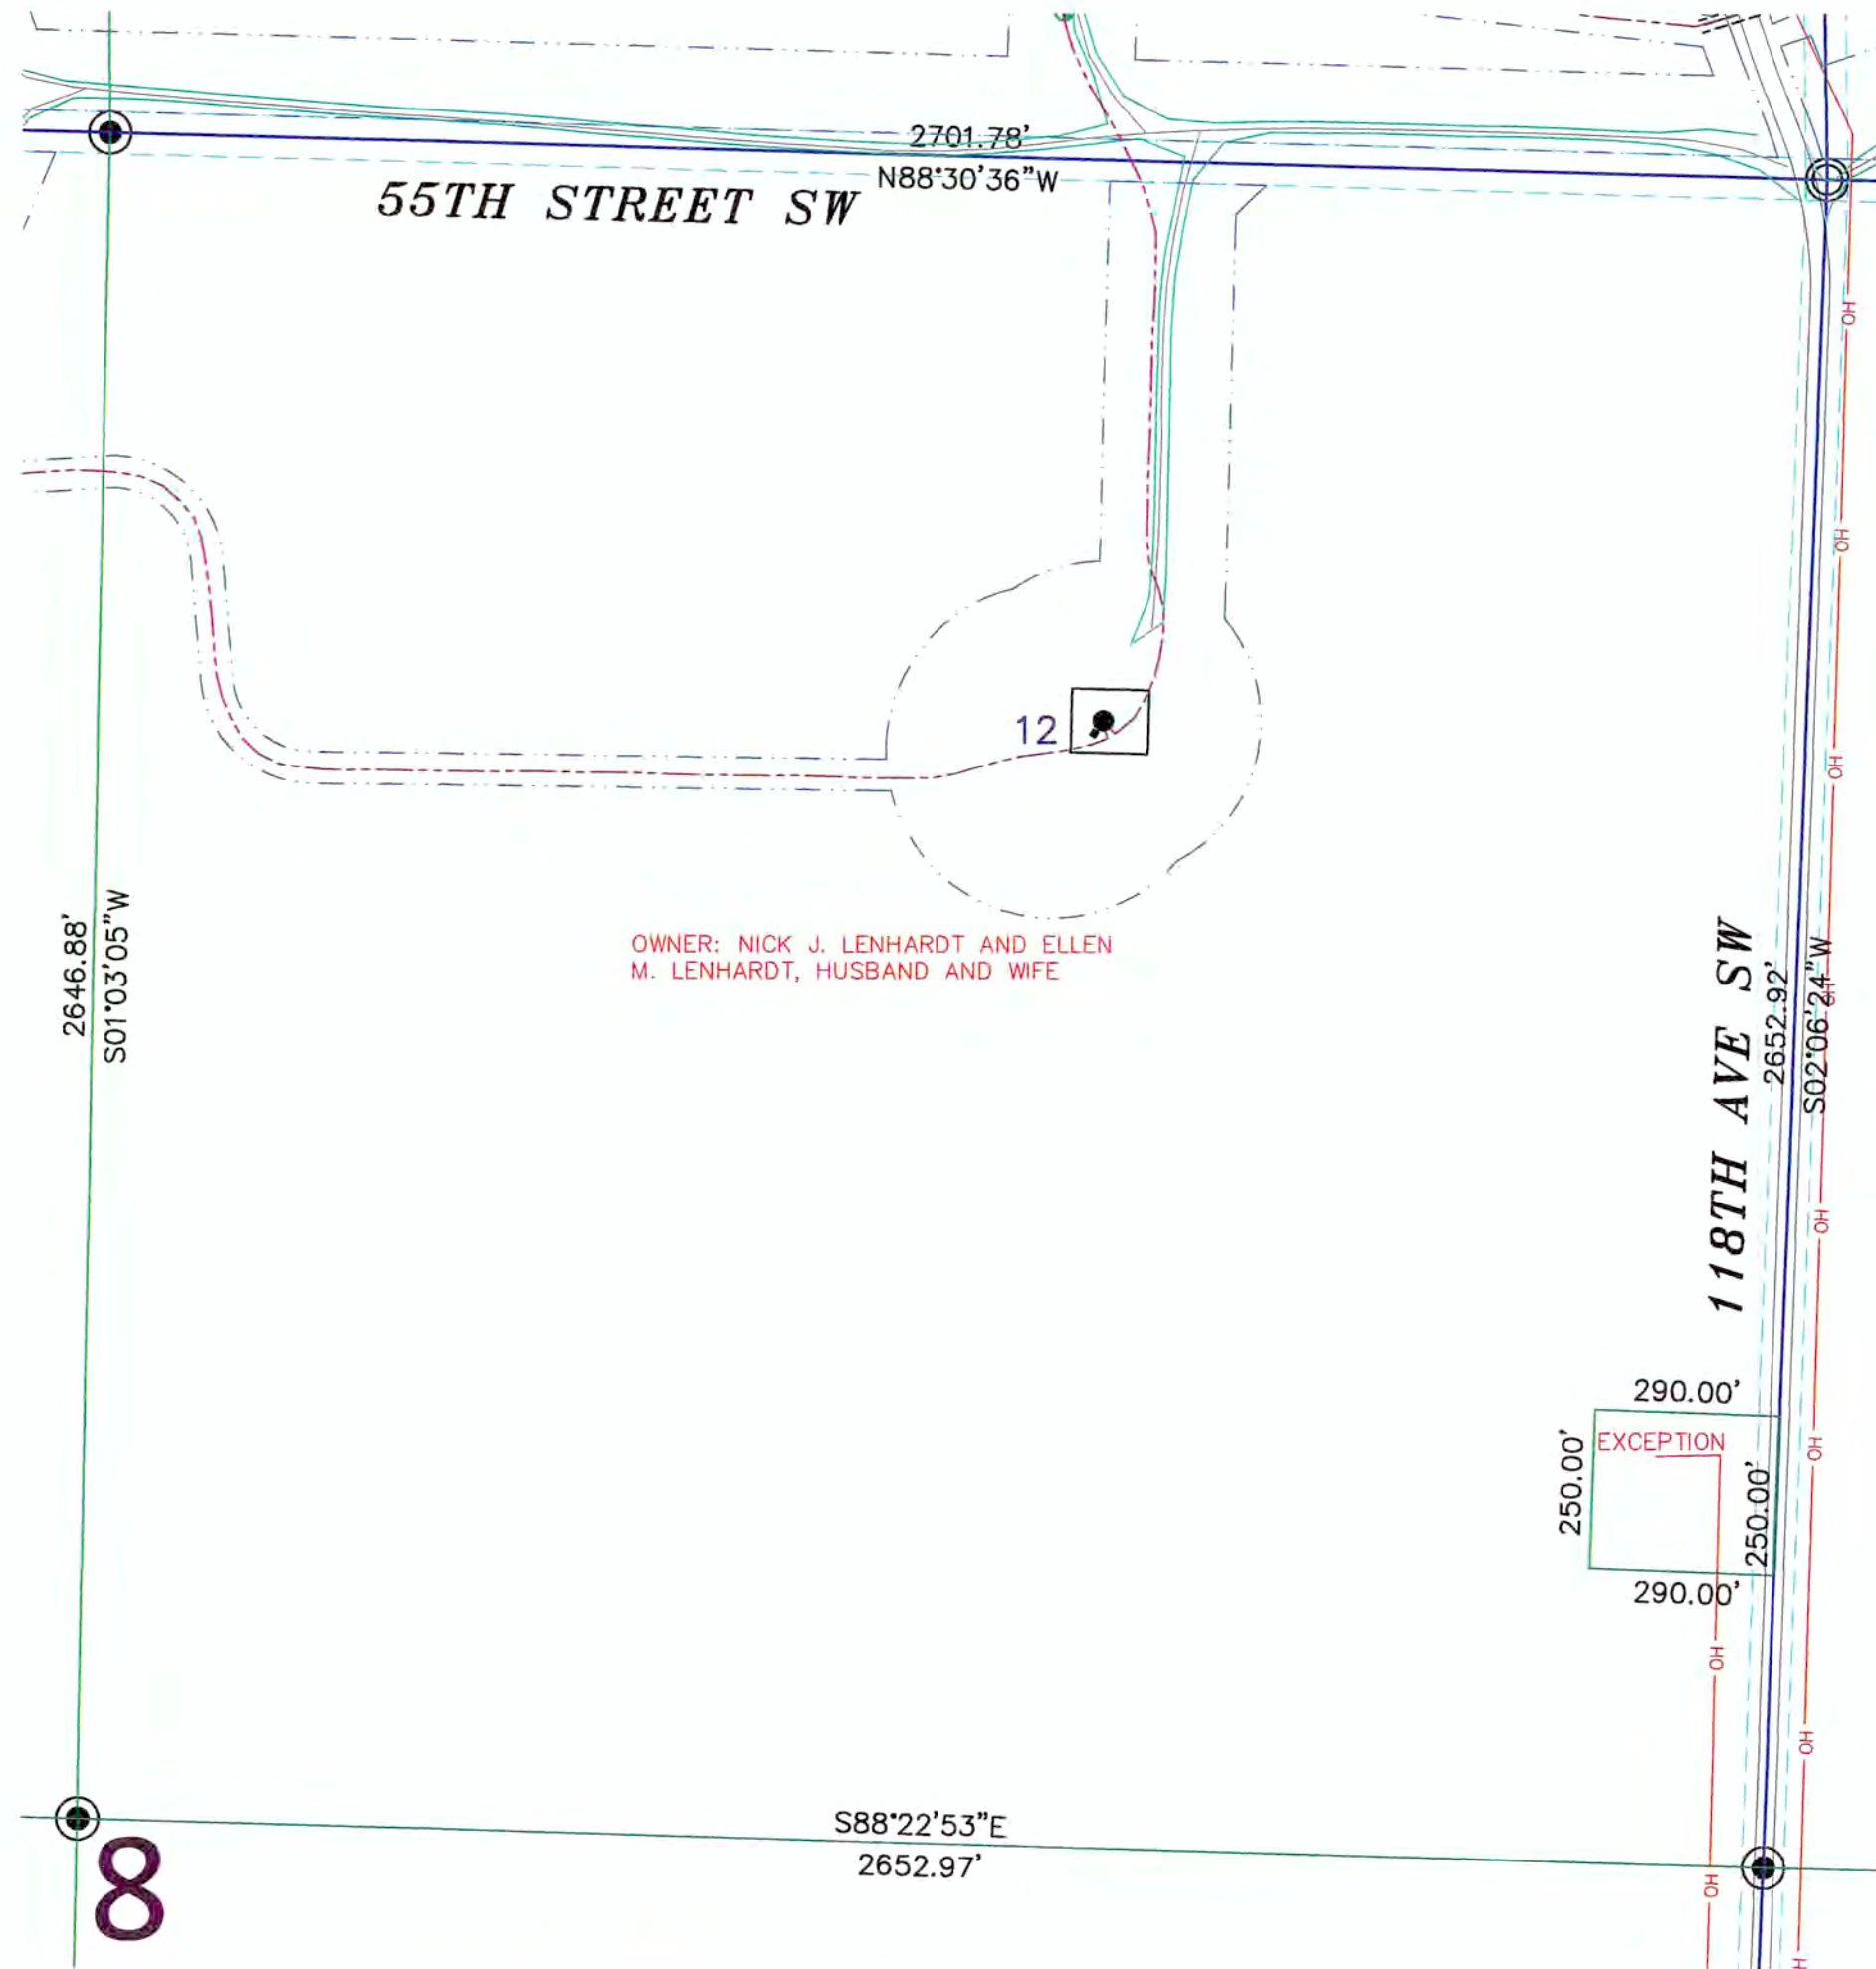 2701.78'
N88°30'36"W
55TH STREET SW
OH
OH
OH
12
2646.88'
S01°03'05"W
OWNER: NICK J. LENHARDT AND ELLEN
M. LENHARDT, HUSBAND AND WIFE
118TH AVE SW
2652.92'
S02°06'24"W
OH
OH
290.00'
EXCEPTION
250.00'
250.00'
OH
290.00'
OH
OH
S88°22'53"E
2652.97'
8
OH
H